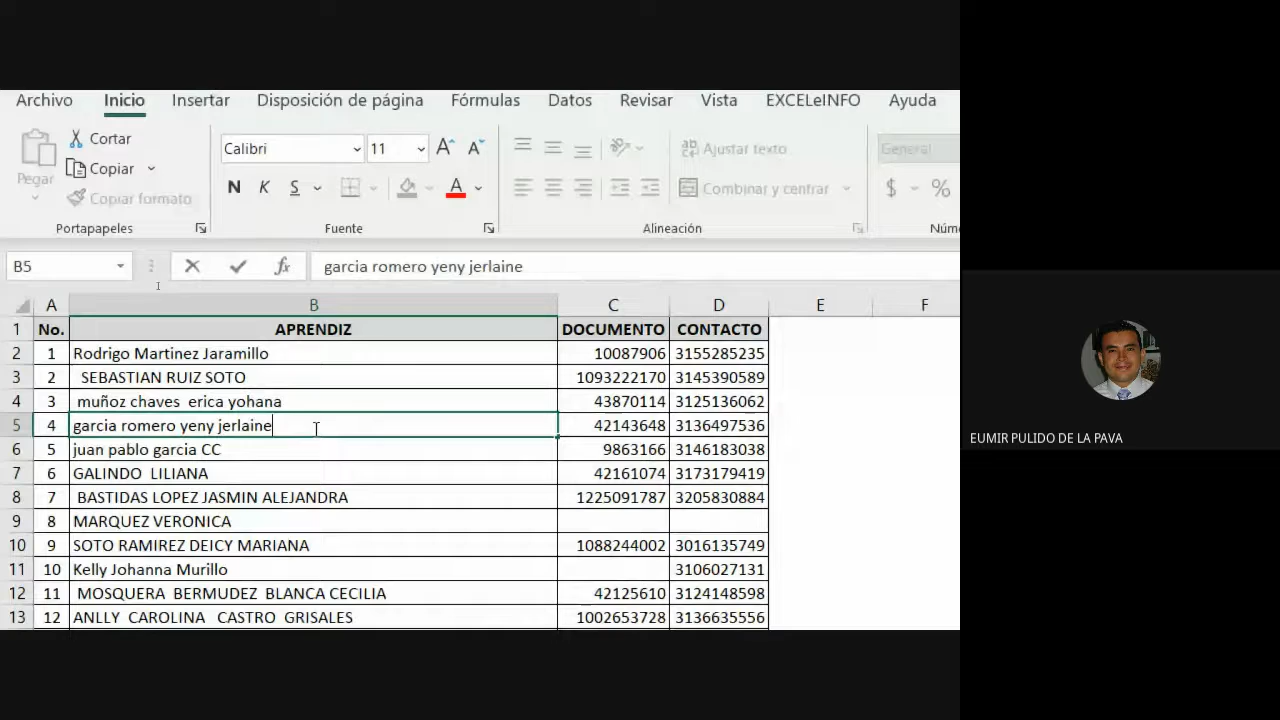 Archivo Inicio Insertar Disposición de página Fórmulas Datos Revisar Vista EXCELeINFO Ayuda
Pegar Cortar
Copiar
Copiar formato
Calibri 11
N K S A
ab Ajustar texto
Combinar y centrar
General
$ %
Portapapeles Fuente Alineación Núm
B5 fx garcia romero yeny jerlaine
A B C D E F
1 No. APRENDIZ DOCUMENTO CONTACTO
2 1 Rodrigo Martinez Jaramillo 10087906 3155285235
3 2 SEBASTIAN RUIZ SOTO 1093222170 3145390589
4 3 muñoz chaves  erica yohana 43870114 3125136062
5 4 garcia romero yeny jerlaine 42143648 3136497536
6 5 juan pablo garcia CC 9863166 3146183038
7 6 GALINDO  LILIANA 42161074 3173179419
8 7 BASTIDAS LOPEZ JASMIN ALEJANDRA 1225091787 3205830884
9 8 MARQUEZ VERONICA
10 9 SOTO RAMIREZ DEICY MARIANA 1088244002 3016135749
11 10 Kelly Johanna Murillo 3106027131
12 11 MOSQUERA  BERMUDEZ  BLANCA CECILIA 42125610 3124148598
13 12 ANLLY  CAROLINA   CASTRO  GRISALES 1002653728 3136635556
EUMIR PULIDO DE LA PAVA